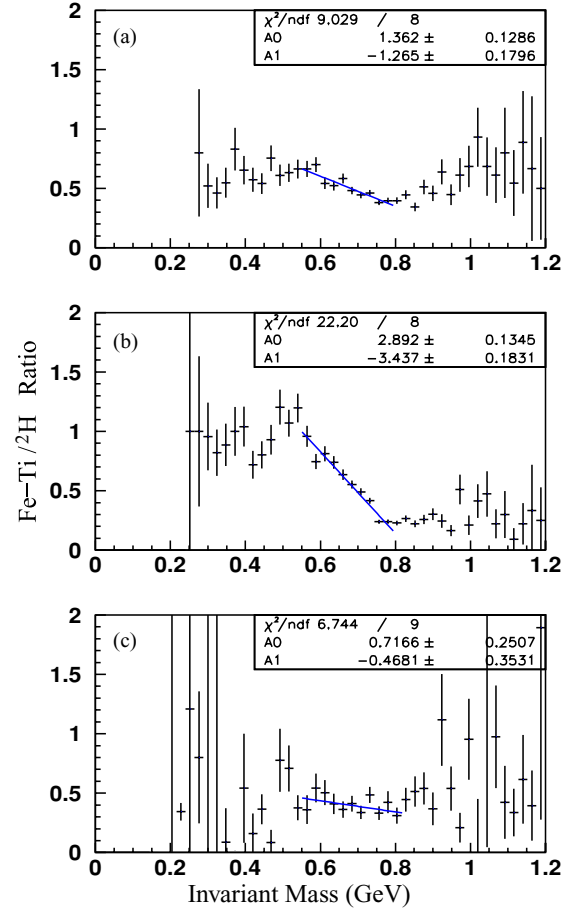 2
1.5
1
0.5
0
(a)
χ²/ndf 9.029 / 8
A0 1.362 ± 0.1286
A1 −1.265 ± 0.1796
0 0.2 0.4 0.6 0.8 1 1.2
2
1.5
1
0.5
0
(b)
χ²/ndf 22.20 / 8
A0 2.892 ± 0.1345
A1 −3.437 ± 0.1831
0 0.2 0.4 0.6 0.8 1 1.2
Fe−Ti/²H Ratio
2
1.5
1
0.5
0
(c)
χ²/ndf 6.744 / 9
A0 0.7166 ± 0.2507
A1 −0.4681 ± 0.3531
0 0.2 0.4 0.6 0.8 1 1.2
Invariant Mass (GeV)